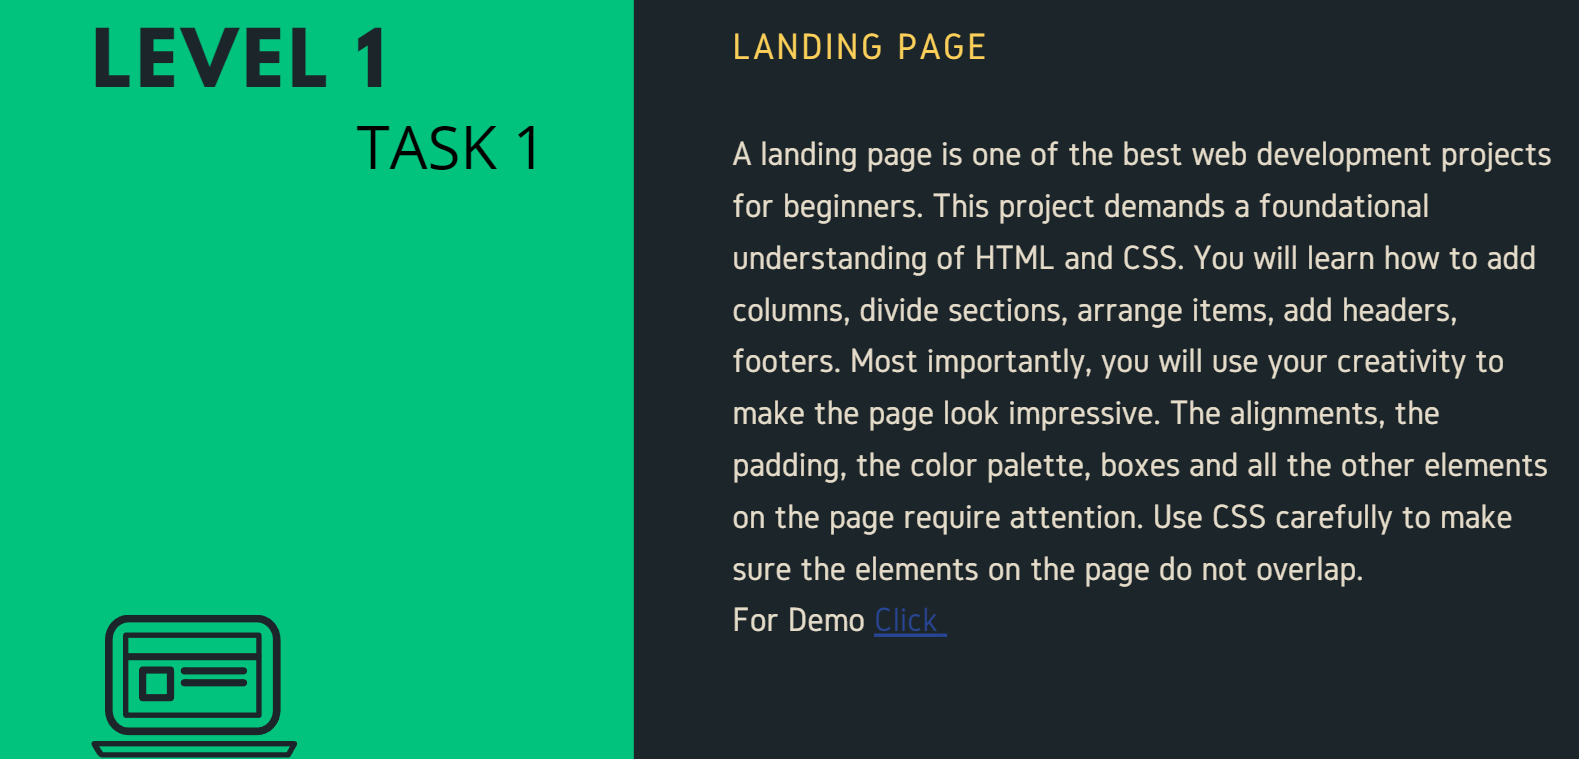 LEVEL 1
TASK 1
LANDING PAGE
A landing page is one of the best web development projects
for beginners. This project demands a foundational
understanding of HTML and CSS. You will learn how to add
columns, divide sections, arrange items, add headers,
footers. Most importantly, you will use your creativity to
make the page look impressive. The alignments, the
padding, the color palette, boxes and all the other elements
on the page require attention. Use CSS carefully to make
sure the elements on the page do not overlap.
For Demo Click